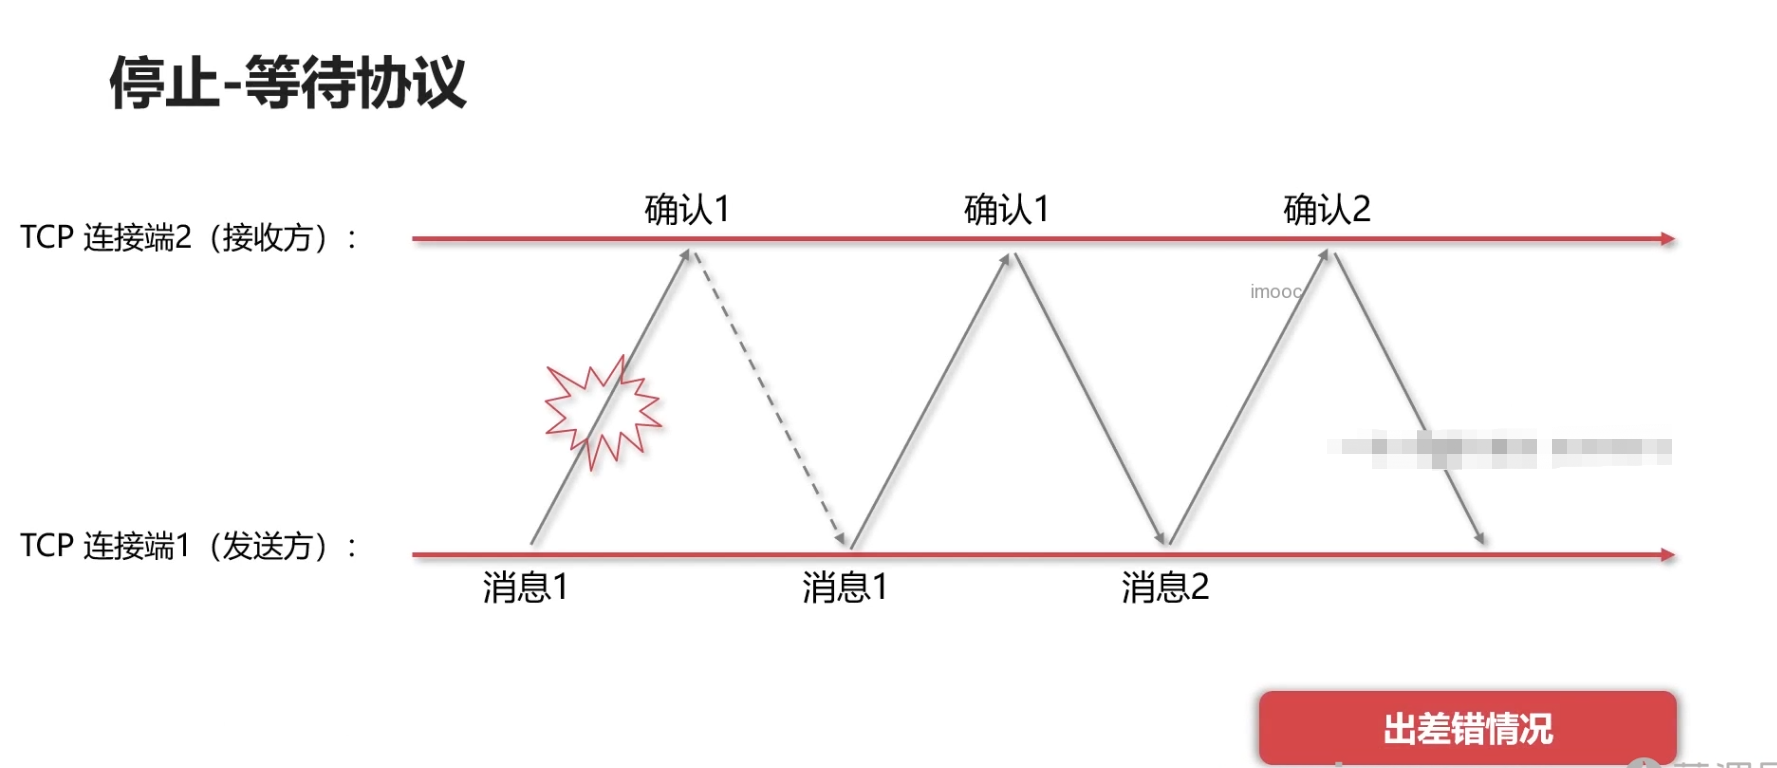 停止-等待协议
确认1
确认1
确认2
TCP 连接端2（接收方）：
imooc
TCP 连接端1（发送方）：
消息1
消息1
消息2
出差错情况